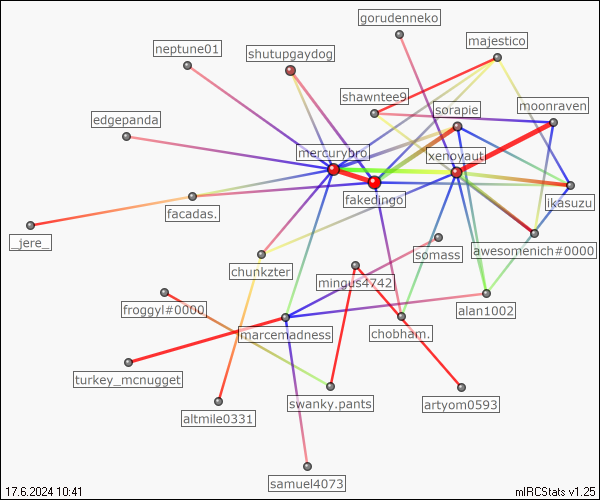 gorudenneko
neptune01
majestico
shutupgaydog
shawntee9
sorapie
moonraven
edgepanda
mercurybro
xenoyaut
fakedingo
ikasuzu
facadas.
_jere_
somass
awesomenich#0000
chunkzter
mingus4742
froggyl#0000
alan1002
marcemadness
chobham.
turkey_mcnugget
swanky.pants
artyom0593
altmile0331
samuel4073
17.6.2024 10:41
mIRCStats v1.25